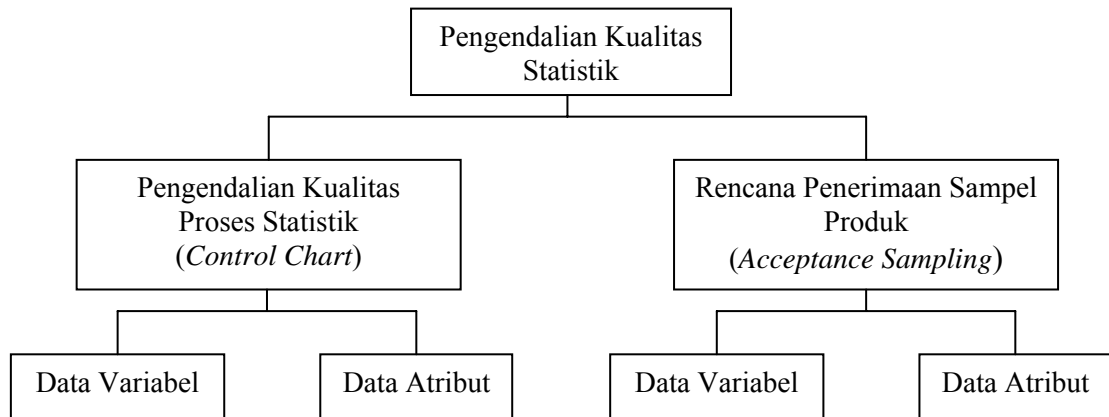 Pengendalian Kualitas
Statistik
Pengendalian Kualitas
Proses Statistik
(Control Chart)
Rencana Penerimaan Sampel
Produk
(Acceptance Sampling)
Data Variabel
Data Atribut
Data Variabel
Data Atribut